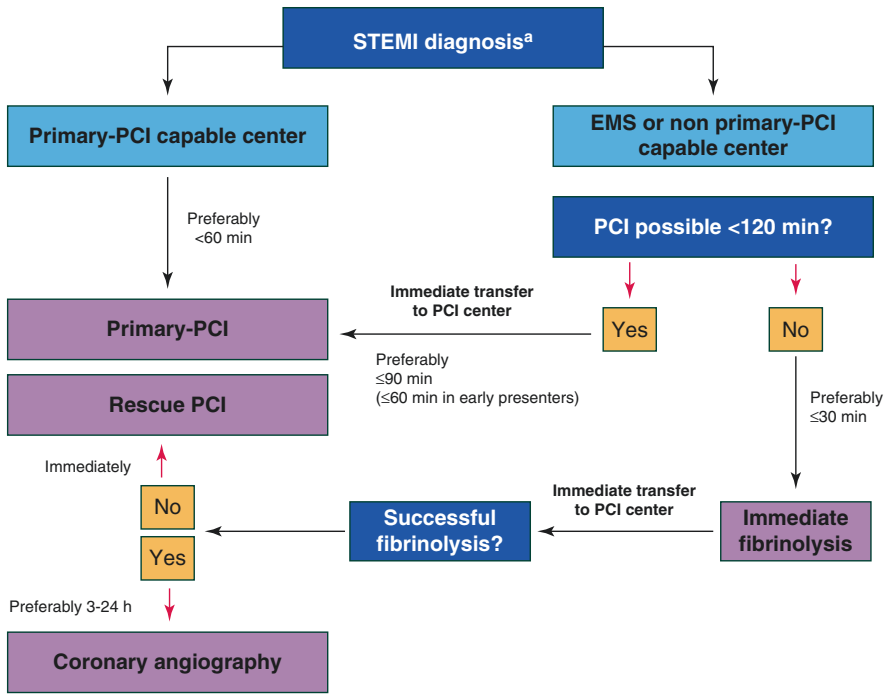 STEMI diagnosisᵃ
Primary-PCI capable center
EMS or non primary-PCI
capable center
Preferably
<60 min
PCI possible <120 min?
Immediate transfer
to PCI center
Yes
No
Primary-PCI
Preferably
≤90 min
(≤60 min in early presenters)
Preferably
≤30 min
Rescue PCI
Immediately
No
Yes
Successful
fibrinolysis?
Immediate transfer
to PCI center
Immediate
fibrinolysis
Preferably 3-24 h
Coronary angiography